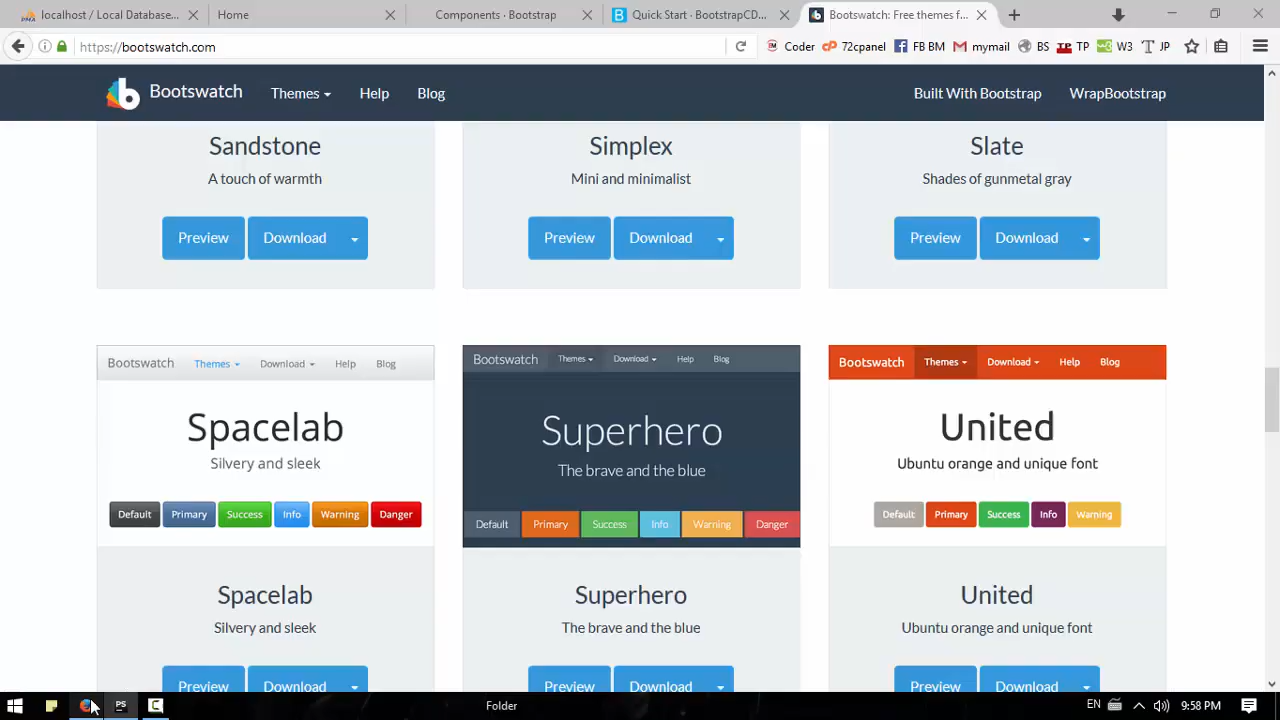 localhost / Local Database...
Home
Components · Bootstrap
Quick Start - BootstrapCD...
Bootswatch: Free themes f...
https://bootswatch.com
Coder
72cpanel
FB BM
mymail
BS
TP
W3
JP
Bootswatch
Themes
Help
Blog
Built With Bootstrap
WrapBootstrap
Sandstone
A touch of warmth
Preview
Download
Simplex
Mini and minimalist
Preview
Download
Slate
Shades of gunmetal gray
Preview
Download
Bootswatch Themes Download Help Blog
Spacelab
Silvery and sleek
Default Primary Success Info Warning Danger
Spacelab
Silvery and sleek
Preview
Download
Bootswatch Themes Download Help Blog
Superhero
The brave and the blue
Default Primary Success Info Warning Danger
Superhero
The brave and the blue
Preview
Download
Bootswatch Themes Download Help Blog
United
Ubuntu orange and unique font
Default Primary Success Info Warning
United
Ubuntu orange and unique font
Preview
Download
PS
Folder
EN
9:58 PM